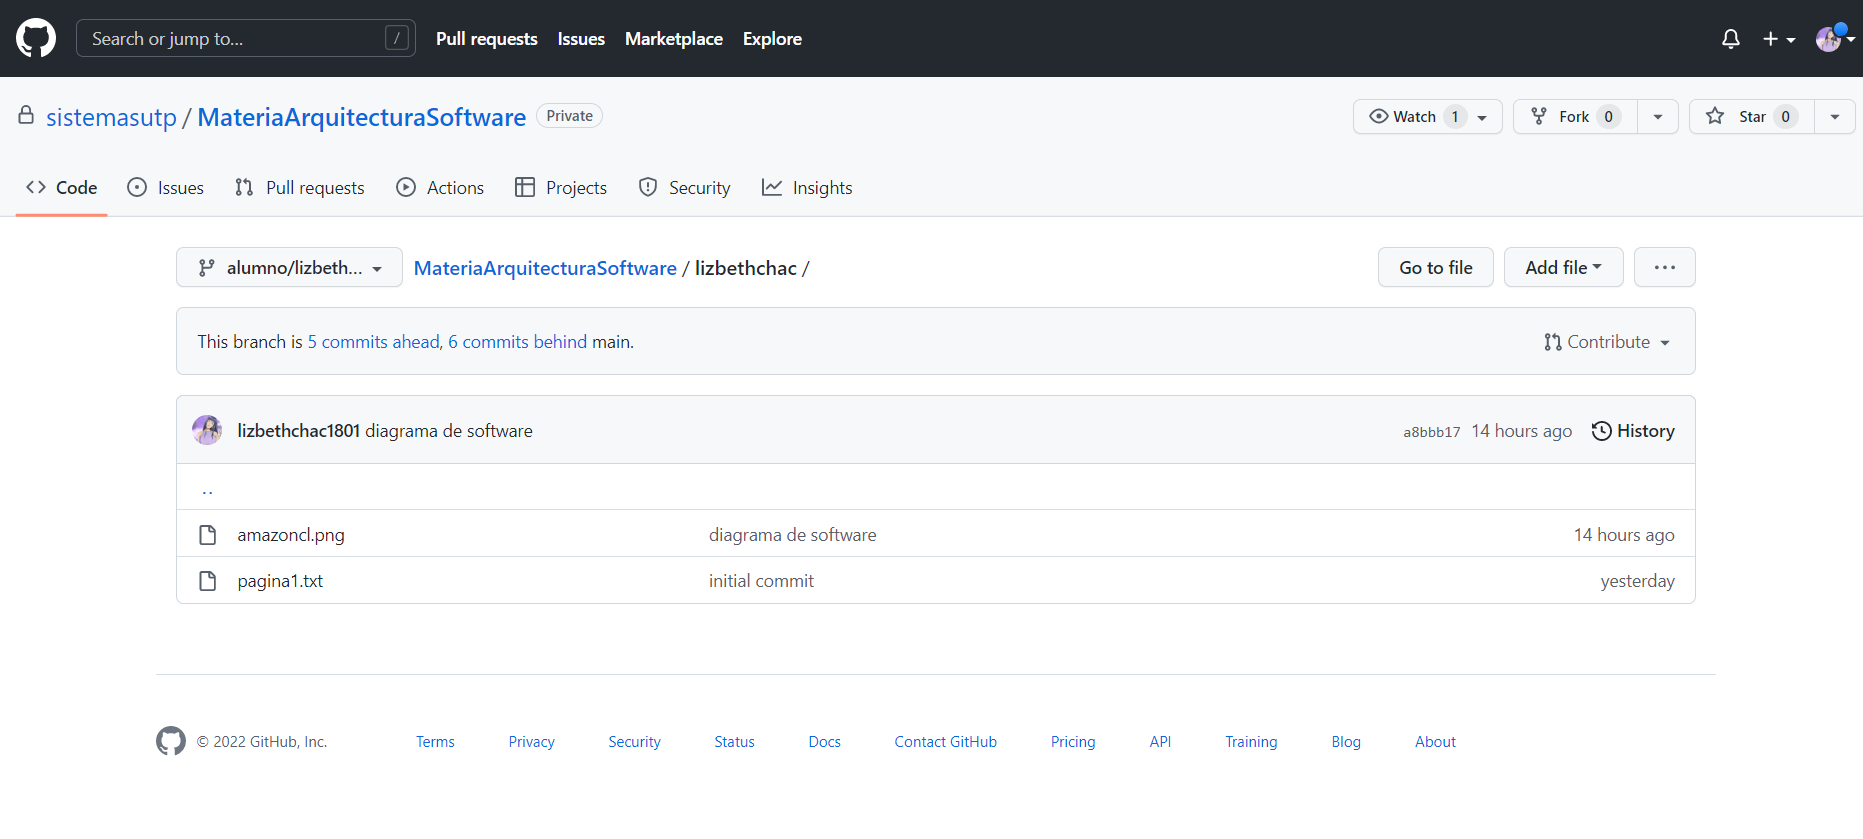 Search or jump to... /
Pull requests Issues Marketplace Explore
sistemasutp / MateriaArquitecturaSoftware Private
Watch 1 Fork 0 Star 0
Code Issues Pull requests Actions Projects Security Insights
alumno/lizbeth... MateriaArquitecturaSoftware / lizbethchac /
Go to file Add file ...
This branch is 5 commits ahead, 6 commits behind main.
Contribute
lizbethchac1801 diagrama de software a8bbb17 14 hours ago History
..
amazoncl.png diagrama de software 14 hours ago
pagina1.txt initial commit yesterday
© 2022 GitHub, Inc. Terms Privacy Security Status Docs Contact GitHub Pricing API Training Blog About